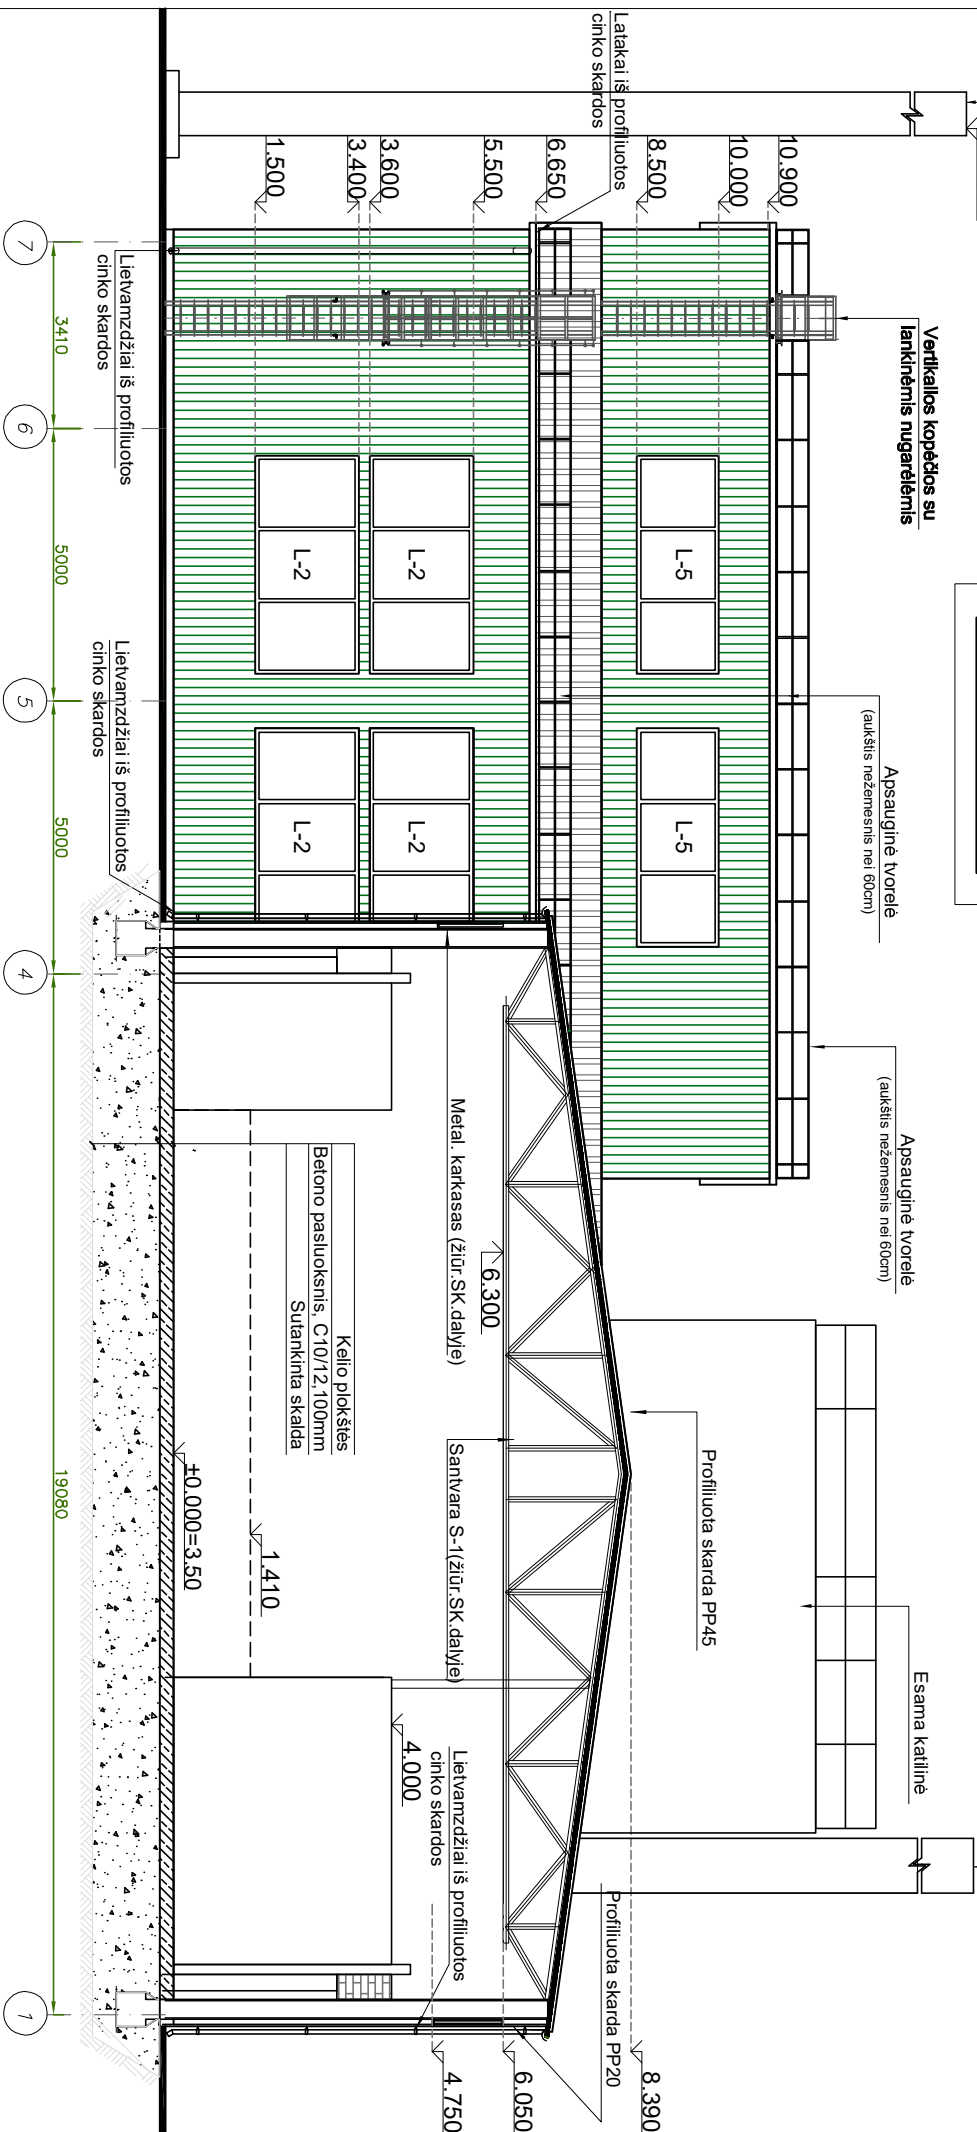 Latakai iš profiliuotos
cinko skardos
1.500
3.400
3.600
5.500
6.650
8.500
10.000
10.900
Vertikalios kopėčios su
lankinėmis nugarėlėmis
Lietvamzdžiai iš profiliuotos
cinko skardos
L-2
L-2
L-5
L-2
L-2
L-5
Apsauginė tvorelė
(aukštis nežemesnis nei 60cm)
Apsauginė tvorelė
(aukštis nežemesnis nei 60cm)
Lietvamzdžiai iš profiliuotos
cinko skardos
Metal. karkasas (žiūr.SK.dalyje)
6.300
Kelio plokštės
Betono pasluoksnis, C10/12,100mm
Sutankinta skalda
±0.000=3.50
1.410
Santvara S-1(žiūr.SK.dalyje)
Profiliuota skarda PP45
Esama katilinė
4.000
Lietvamzdžiai iš profiliuotos
cinko skardos
Profiliuota skarda PP20
8.390
6.050
4.750
3410
5000
5000
19080
7
6
5
4
1